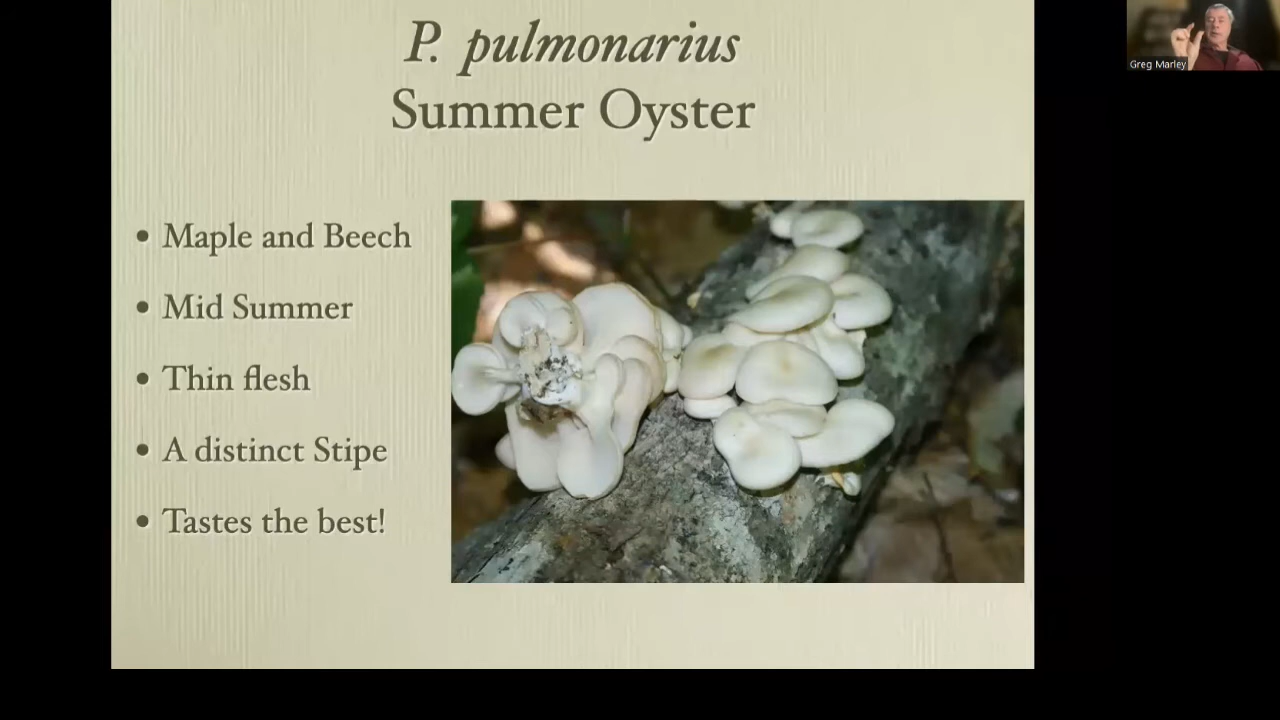 P. pulmonarius
Summer Oyster
• Maple and Beech
• Mid Summer
• Thin flesh
• A distinct Stipe
• Tastes the best!
Greg Marley